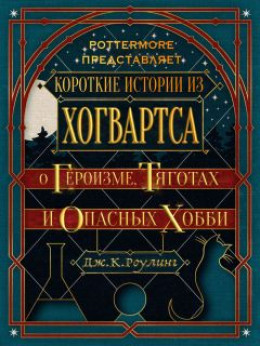 POTTERMORE
ПРЕДСТАВЛЯЕТ
КОРОТКИЕ ИСТОРИИ ИЗ
ХОГВАРТСА
О ГЕРОИЗМЕ, ТЯГОТАХ
И ОПАСНЫХ ХОББИ
ДЖ. К. РОУЛИНГ